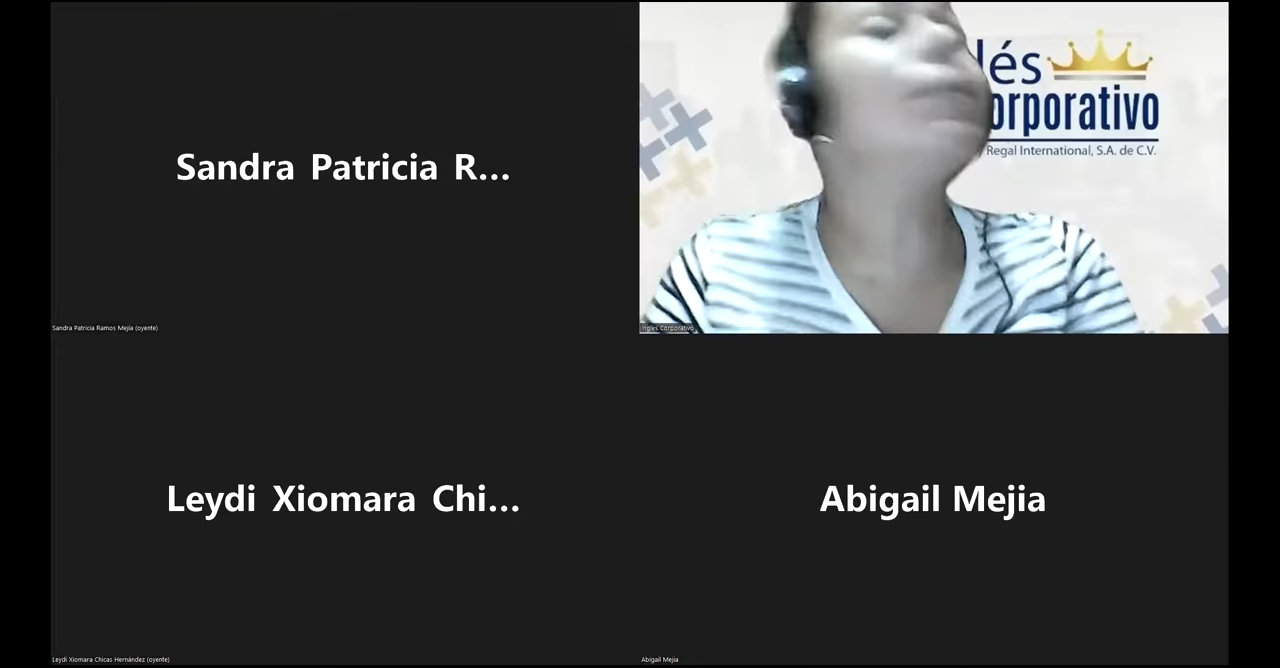 Sandra Patricia R...
Sandra Patricia Ramos Mejía (oyente)
lés
orporativo
Regal International, S.A. de C.V.
Ingles Corporativo
Leydi Xiomara Chi...
Leydi Xiomara Chicas Hernández (oyente)
Abigail Mejia
Abigail Mejia